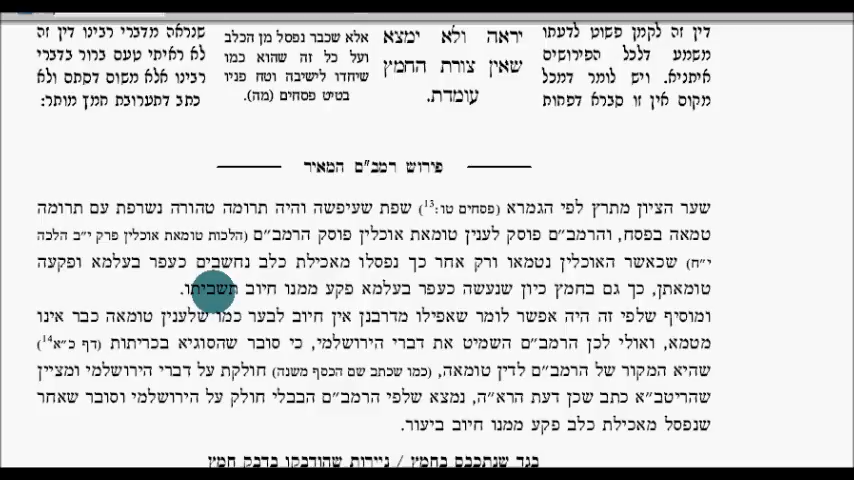 דין זה לקמן פשוט לדעתו
משמע דלכל הפירושים
איתניא. ויש לומר דמכל
מקום אין זו סברא דפחות
יראה ולא ימצא
שאין צורת החמץ
עומדת.
אלא שכבר נפסל מן הכלב
ועל כל זה שהוא כמו
שיחדו לישיבה וטח פניו
בטיט פסחים (מה).
שנראה מדברי רבינו דין זה
לא ראיתי טעם ברור בדברי
רבינו אלא משום דסתם ולא
כתב דתערובת חמץ מותר:
פירוש רמב"ם המאיר
שער הציון מתרץ לפי הגמרא (פסחים טו:13) שפת שעיפשה והיה תרומה טהורה נשרפת עם תרומה
טמאה בפסח, והרמב"ם פוסק לענין טומאת אוכלין פוסק הרמב"ם (הלכות טומאת אוכלין פרק י"ב הלכה
י"ח) שכאשר האוכלין נטמאו ורק אחר כך נפסלו מאכילת כלב נחשבים כעפר בעלמא ופקעה
טומאתן, כך גם בחמץ כיון שנעשה כעפר בעלמא פקע ממנו חיוב תשביתו.
ומוסיף שלפי זה היה אפשר לומר שאפילו מדרבנן אין חיוב לבער כמו שלענין טומאה כבר אינו
מטמא, ואולי לכן הרמב"ם השמיט את דברי הירושלמי, כי סובר שהסוגיא בכריתות (דף כ"א14)
שהיא המקור של הרמב"ם לדין טומאה, (כמו שכתב שם הכסף משנה) חולקת על דברי הירושלמי ומציין
שהריטב"א כתב שכן דעת הרא"ה, נמצא שלפי הרמב"ם הבבלי חולק על הירושלמי וסובר שאחר
שנפסל מאכילת כלב פקע ממנו חיוב ביעור.
בגד שנתכבס בחמץ / ניירות שהודבקו בדבק חמץ